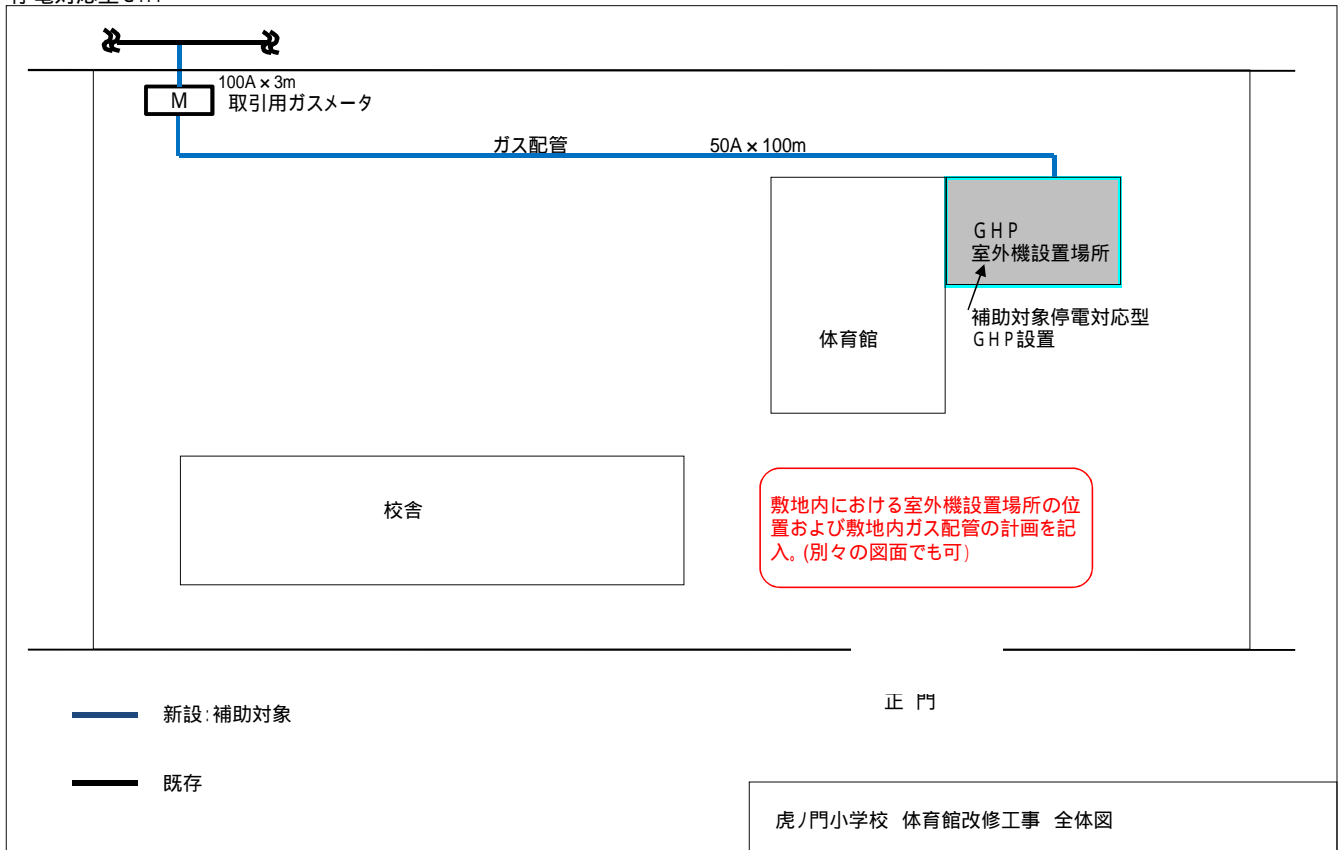 100A×3m
M
取引用ガスメータ
ガス配管
50A×100m
GHP
室外機設置場所
補助対象停電対応型
GHP設置
体育館
校舎
敷地内における室外機設置場所の位
置および敷地内ガス配管の計画を記
入。(別々の図面でも可)
正 門
新設:補助対象
既存
虎ノ門小学校 体育館改修工事 全体図